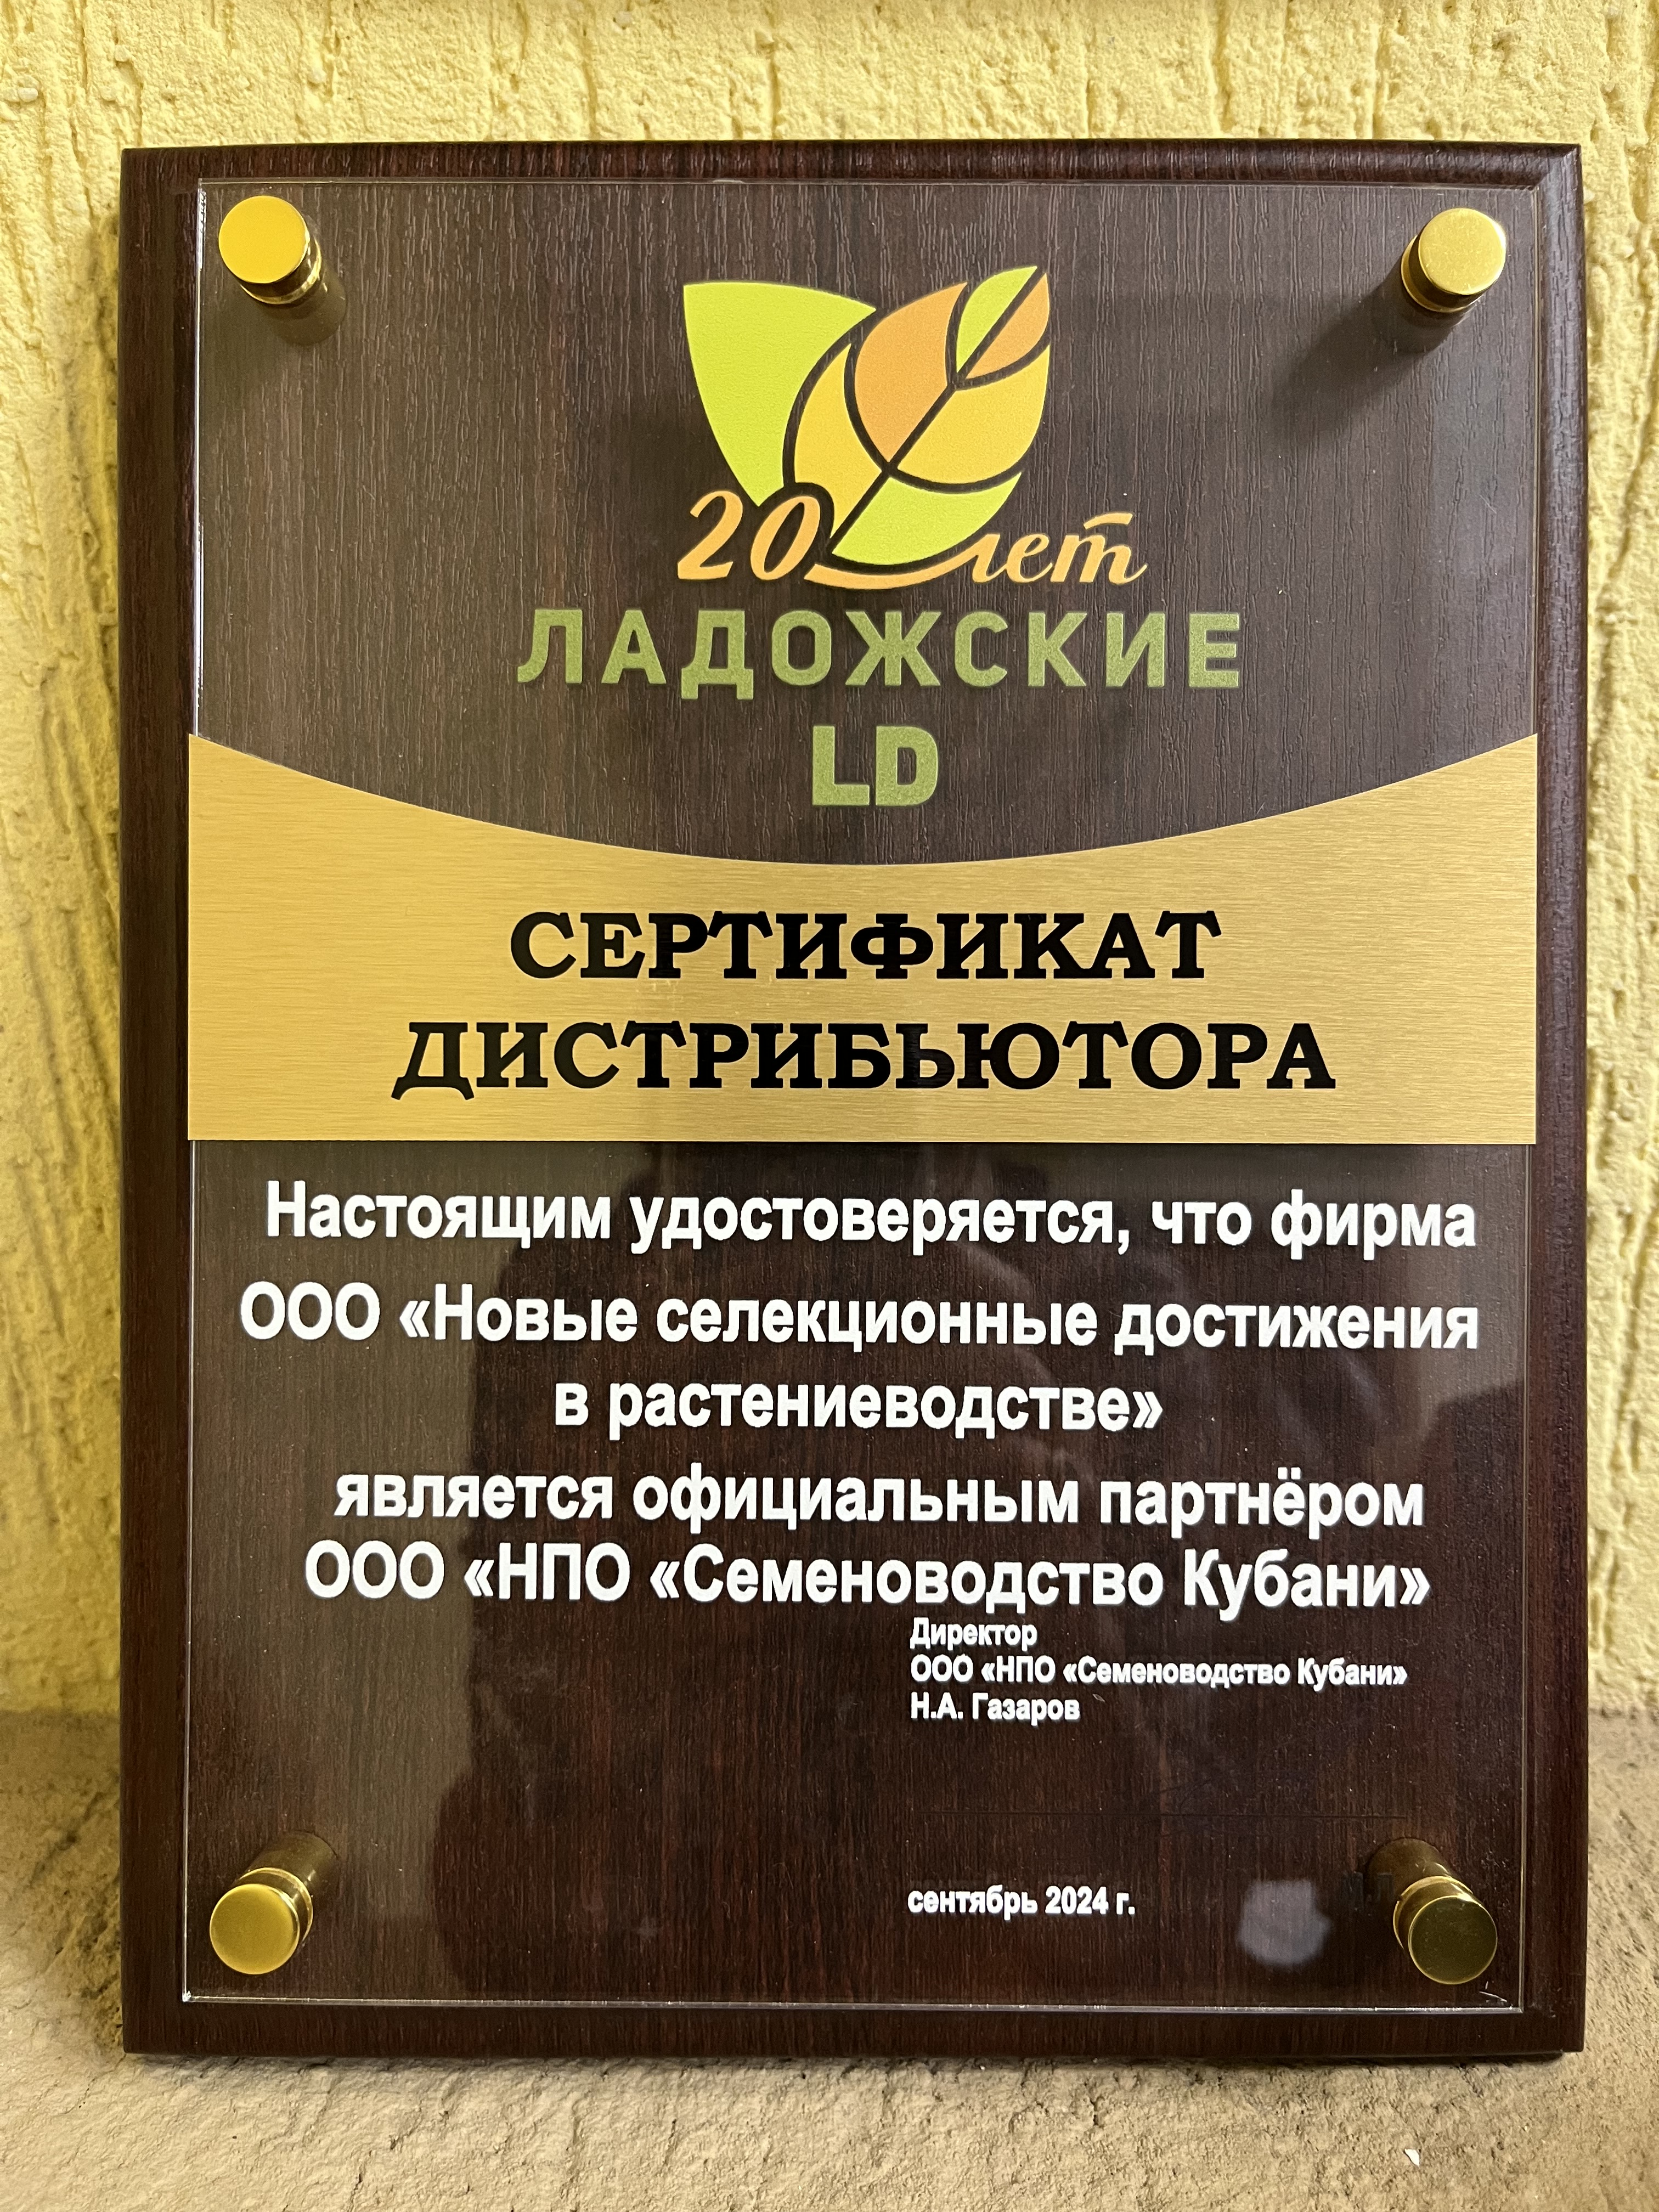 20 лет
ЛАДОЖСКИЕ
LD
СЕРТИФИКАТ
ДИСТРИБЬЮТОРА
Настоящим удостоверяется, что фирма
ООО «Новые селекционные достижения
в растениеводстве»
является официальным партнёром
ООО «НПО «Семеноводство Кубани»
Директор
ООО «НПО «Семеноводство Кубани»
Н.А. Газаров
сентябрь 2024 г.